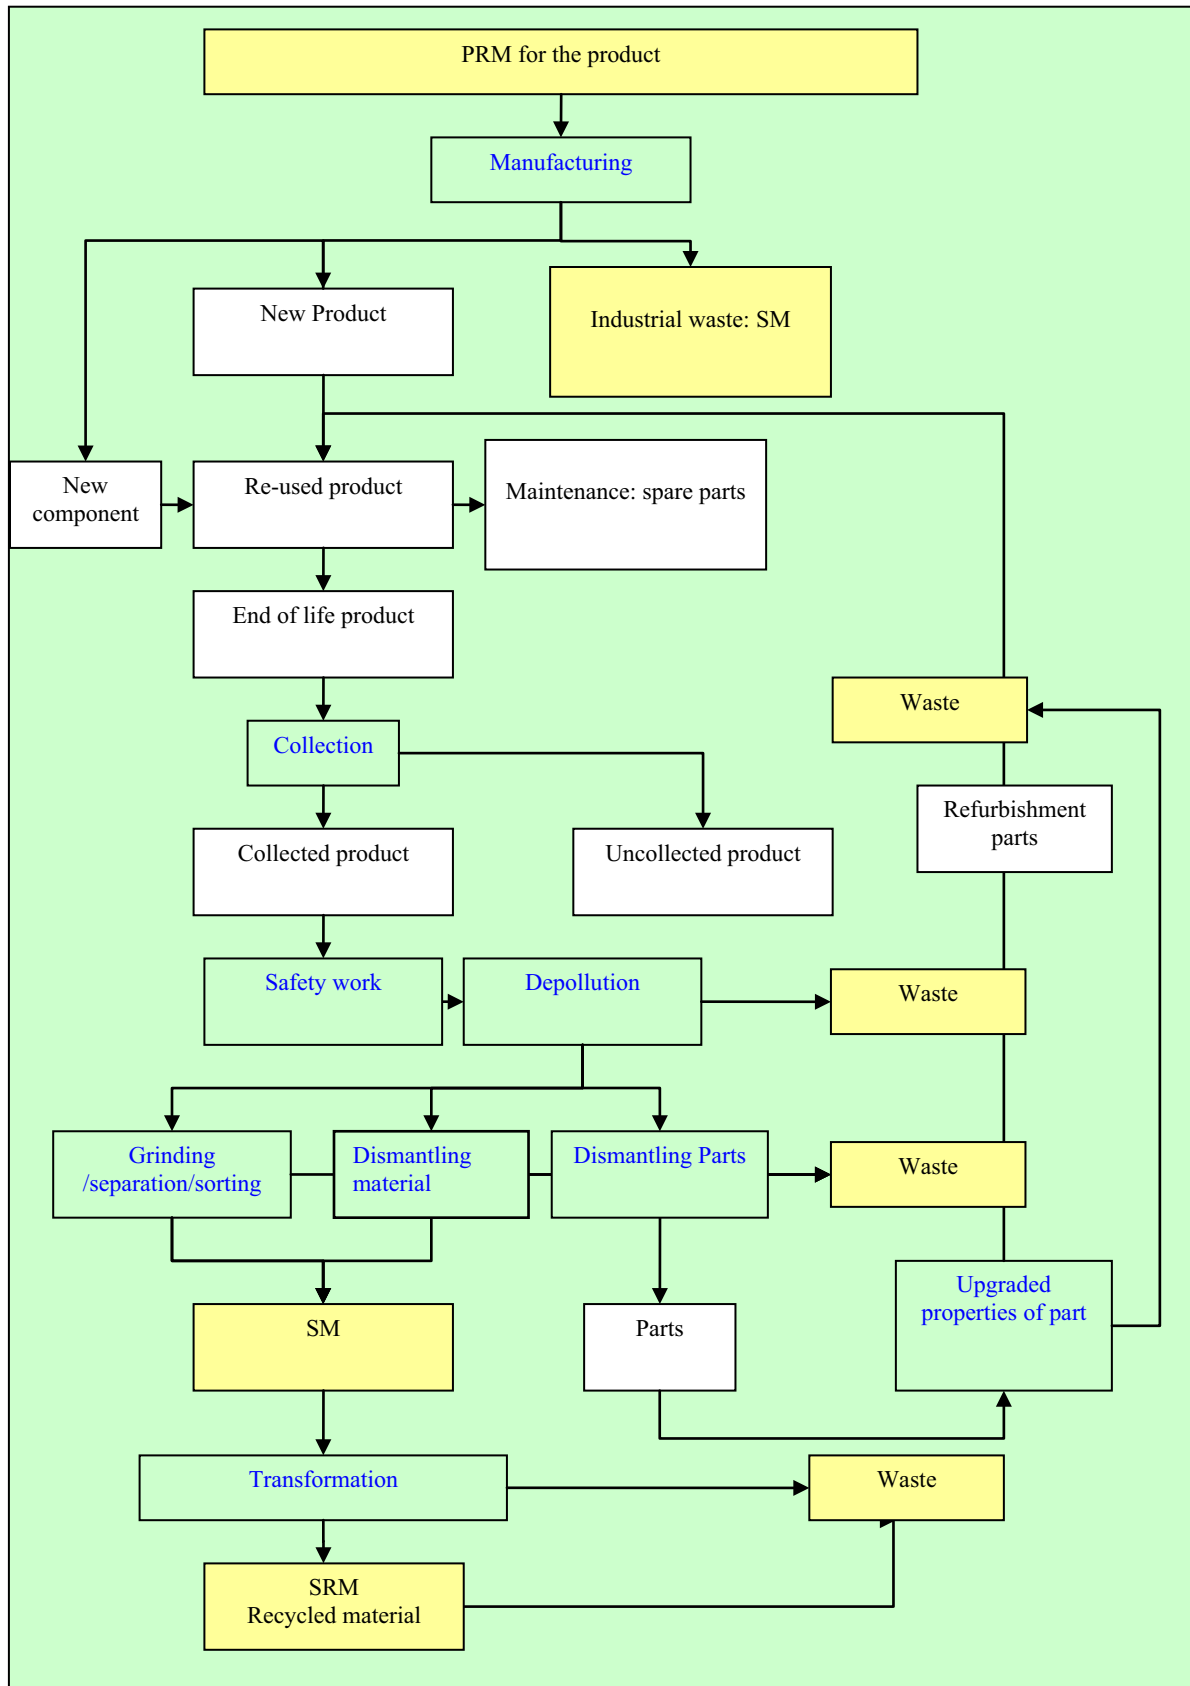 PRM for the product
Manufacturing
New Product
Industrial waste: SM
New
component
Re-used product
Maintenance: spare parts
End of life product
Waste
Collection
Refurbishment
parts
Collected product
Uncollected product
Safety work
Depollution
Waste
Grinding
/separation/sorting
Dismantling
material
Dismantling Parts
Waste
Upgraded
properties of part
SM
Parts
Transformation
Waste
SRM
Recycled material